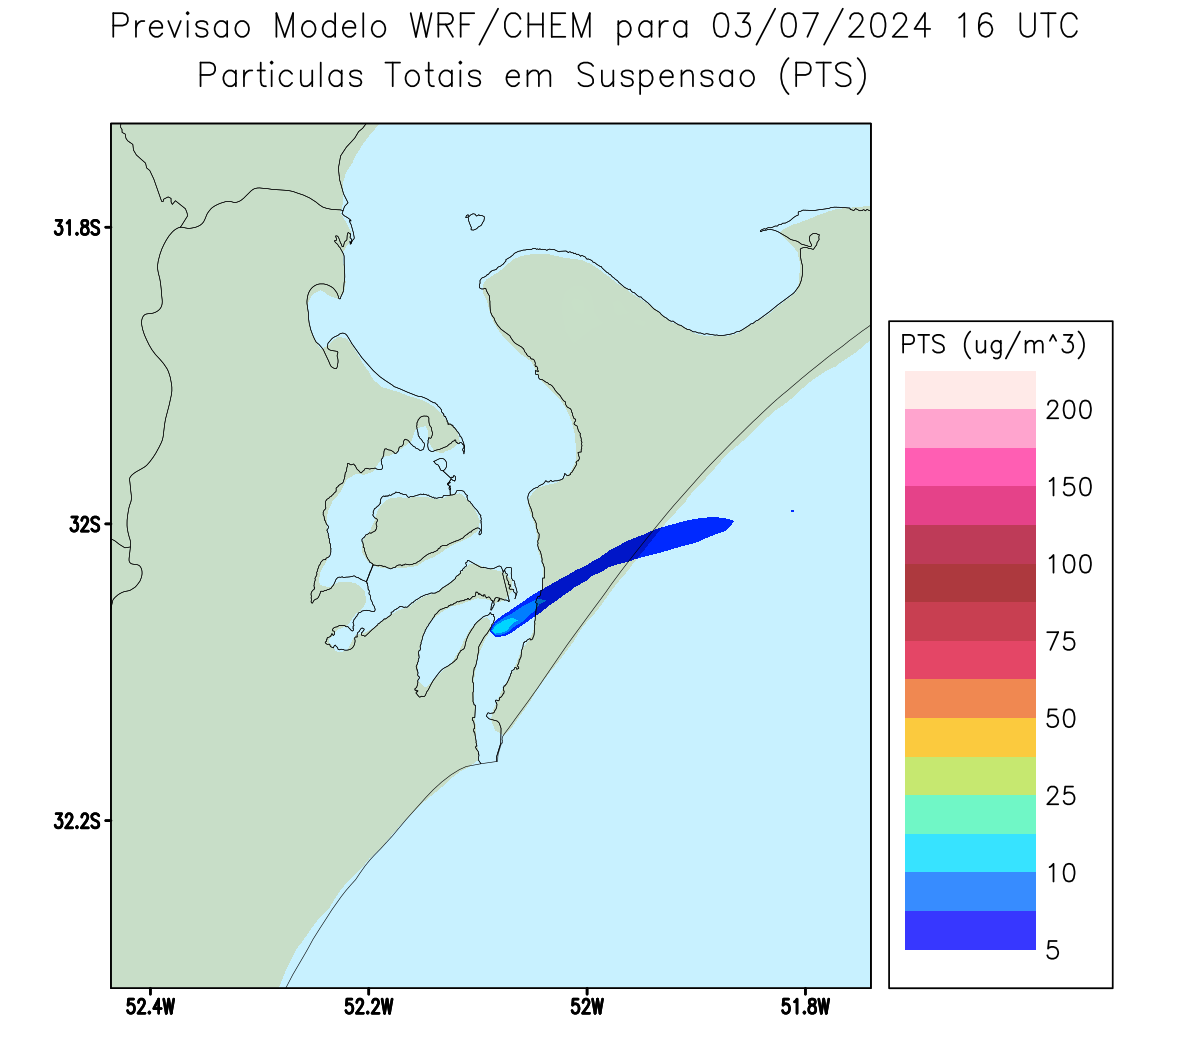 Previsao Modelo WRF/CHEM para 03/07/2024 16 UTC
Particulas Totais em Suspensao (PTS)
31.8S
32S
32.2S
52.4W
52.2W
52W
51.8W
PTS (ug/m^3)
200
150
100
75
50
25
10
5